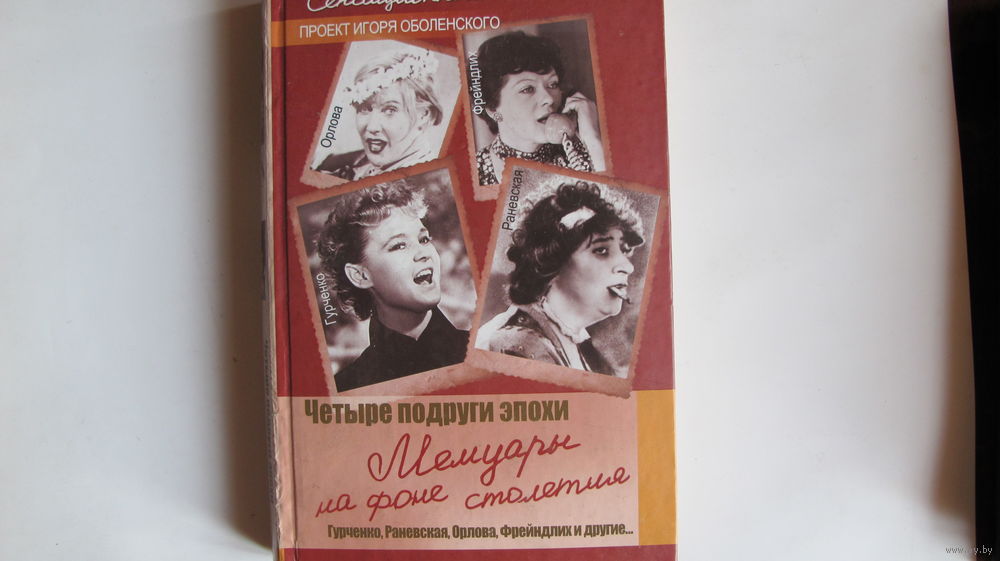 ПРОЕКТ ИГОРЯ ОБОЛЕНСКОГО
Орлова
Фрейндлих
Гурченко
Раневская
Четыре подруги эпохи
Мемуары
на фоне столетия
Гурченко, Раневская, Орлова, Фрейндлих и другие...